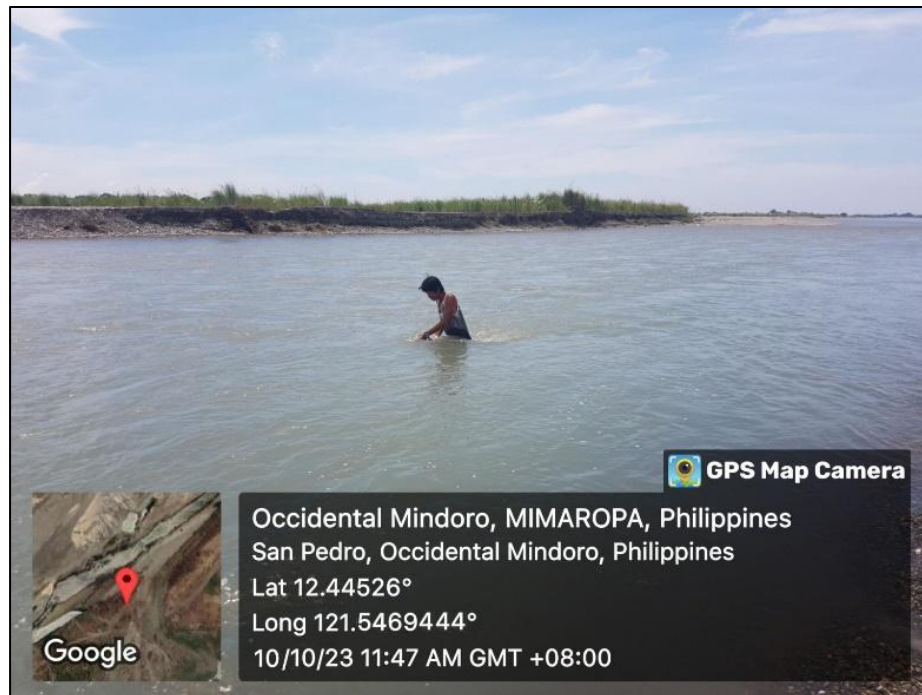 GPS Map Camera
Occidental Mindoro, MIMAROPA, Philippines
San Pedro, Occidental Mindoro, Philippines
Lat 12.44526°
Long 121.5469444°
10/10/23 11:47 AM GMT +08:00
Google